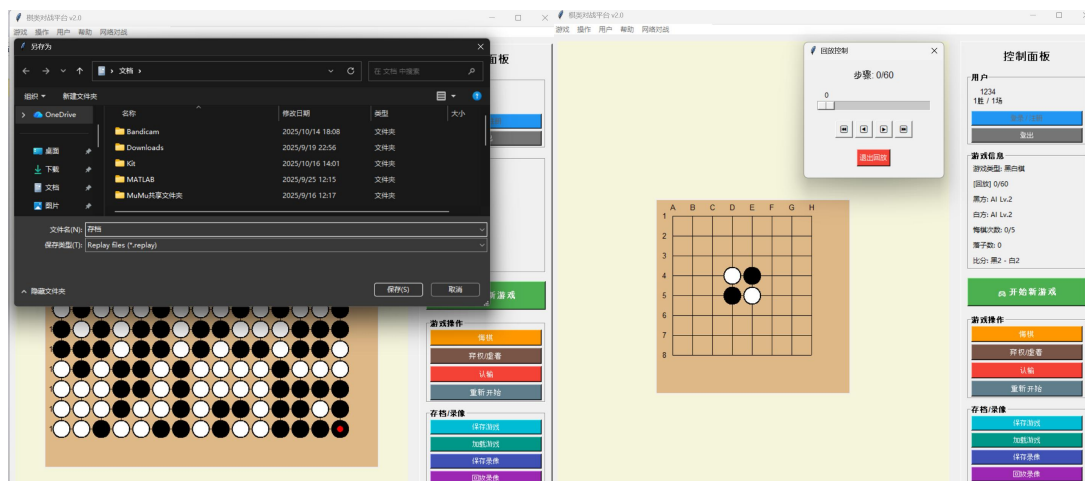 棋类对战平台 v2.0
游戏 操作 用户 帮助 网络对战
另存为
文档
在 文档 中搜索
组织 新建文件夹
OneDrive
桌面
下载
文档
图片
名称 修改日期 类型 大小
Bandicam 2025/10/14 18:08 文件夹
Downloads 2025/9/19 22:56 文件夹
Kit 2025/10/16 14:01 文件夹
MATLAB 2025/9/25 12:15 文件夹
MuMu共享文件夹 2025/9/16 12:17 文件夹
文件名(N): 存档
保存类型(T): Replay files (*.replay)
隐藏文件夹
保存(S) 取消
面板
新游戏
游戏操作
悔棋
弃权/虚着
认输
重新开始
存档/录像
保存游戏
加载游戏
保存录像
回放录像
棋类对战平台 v2.0
游戏 操作 用户 帮助 网络对战
回放控制
步骤: 0/60
0
退出回放
A B C D E F G H
1
2
3
4
5
6
7
8
控制面板
用户
1234
1胜 / 1场
登出
游戏信息
游戏类型: 黑白棋
[回放] 0/60
黑方: AI Lv.2
白方: AI Lv.2
悔棋次数: 0/5
落子数: 0
比分: 黑2 - 白2
开始新游戏
游戏操作
悔棋
弃权/虚着
认输
重新开始
存档/录像
保存游戏
加载游戏
保存录像
回放录像